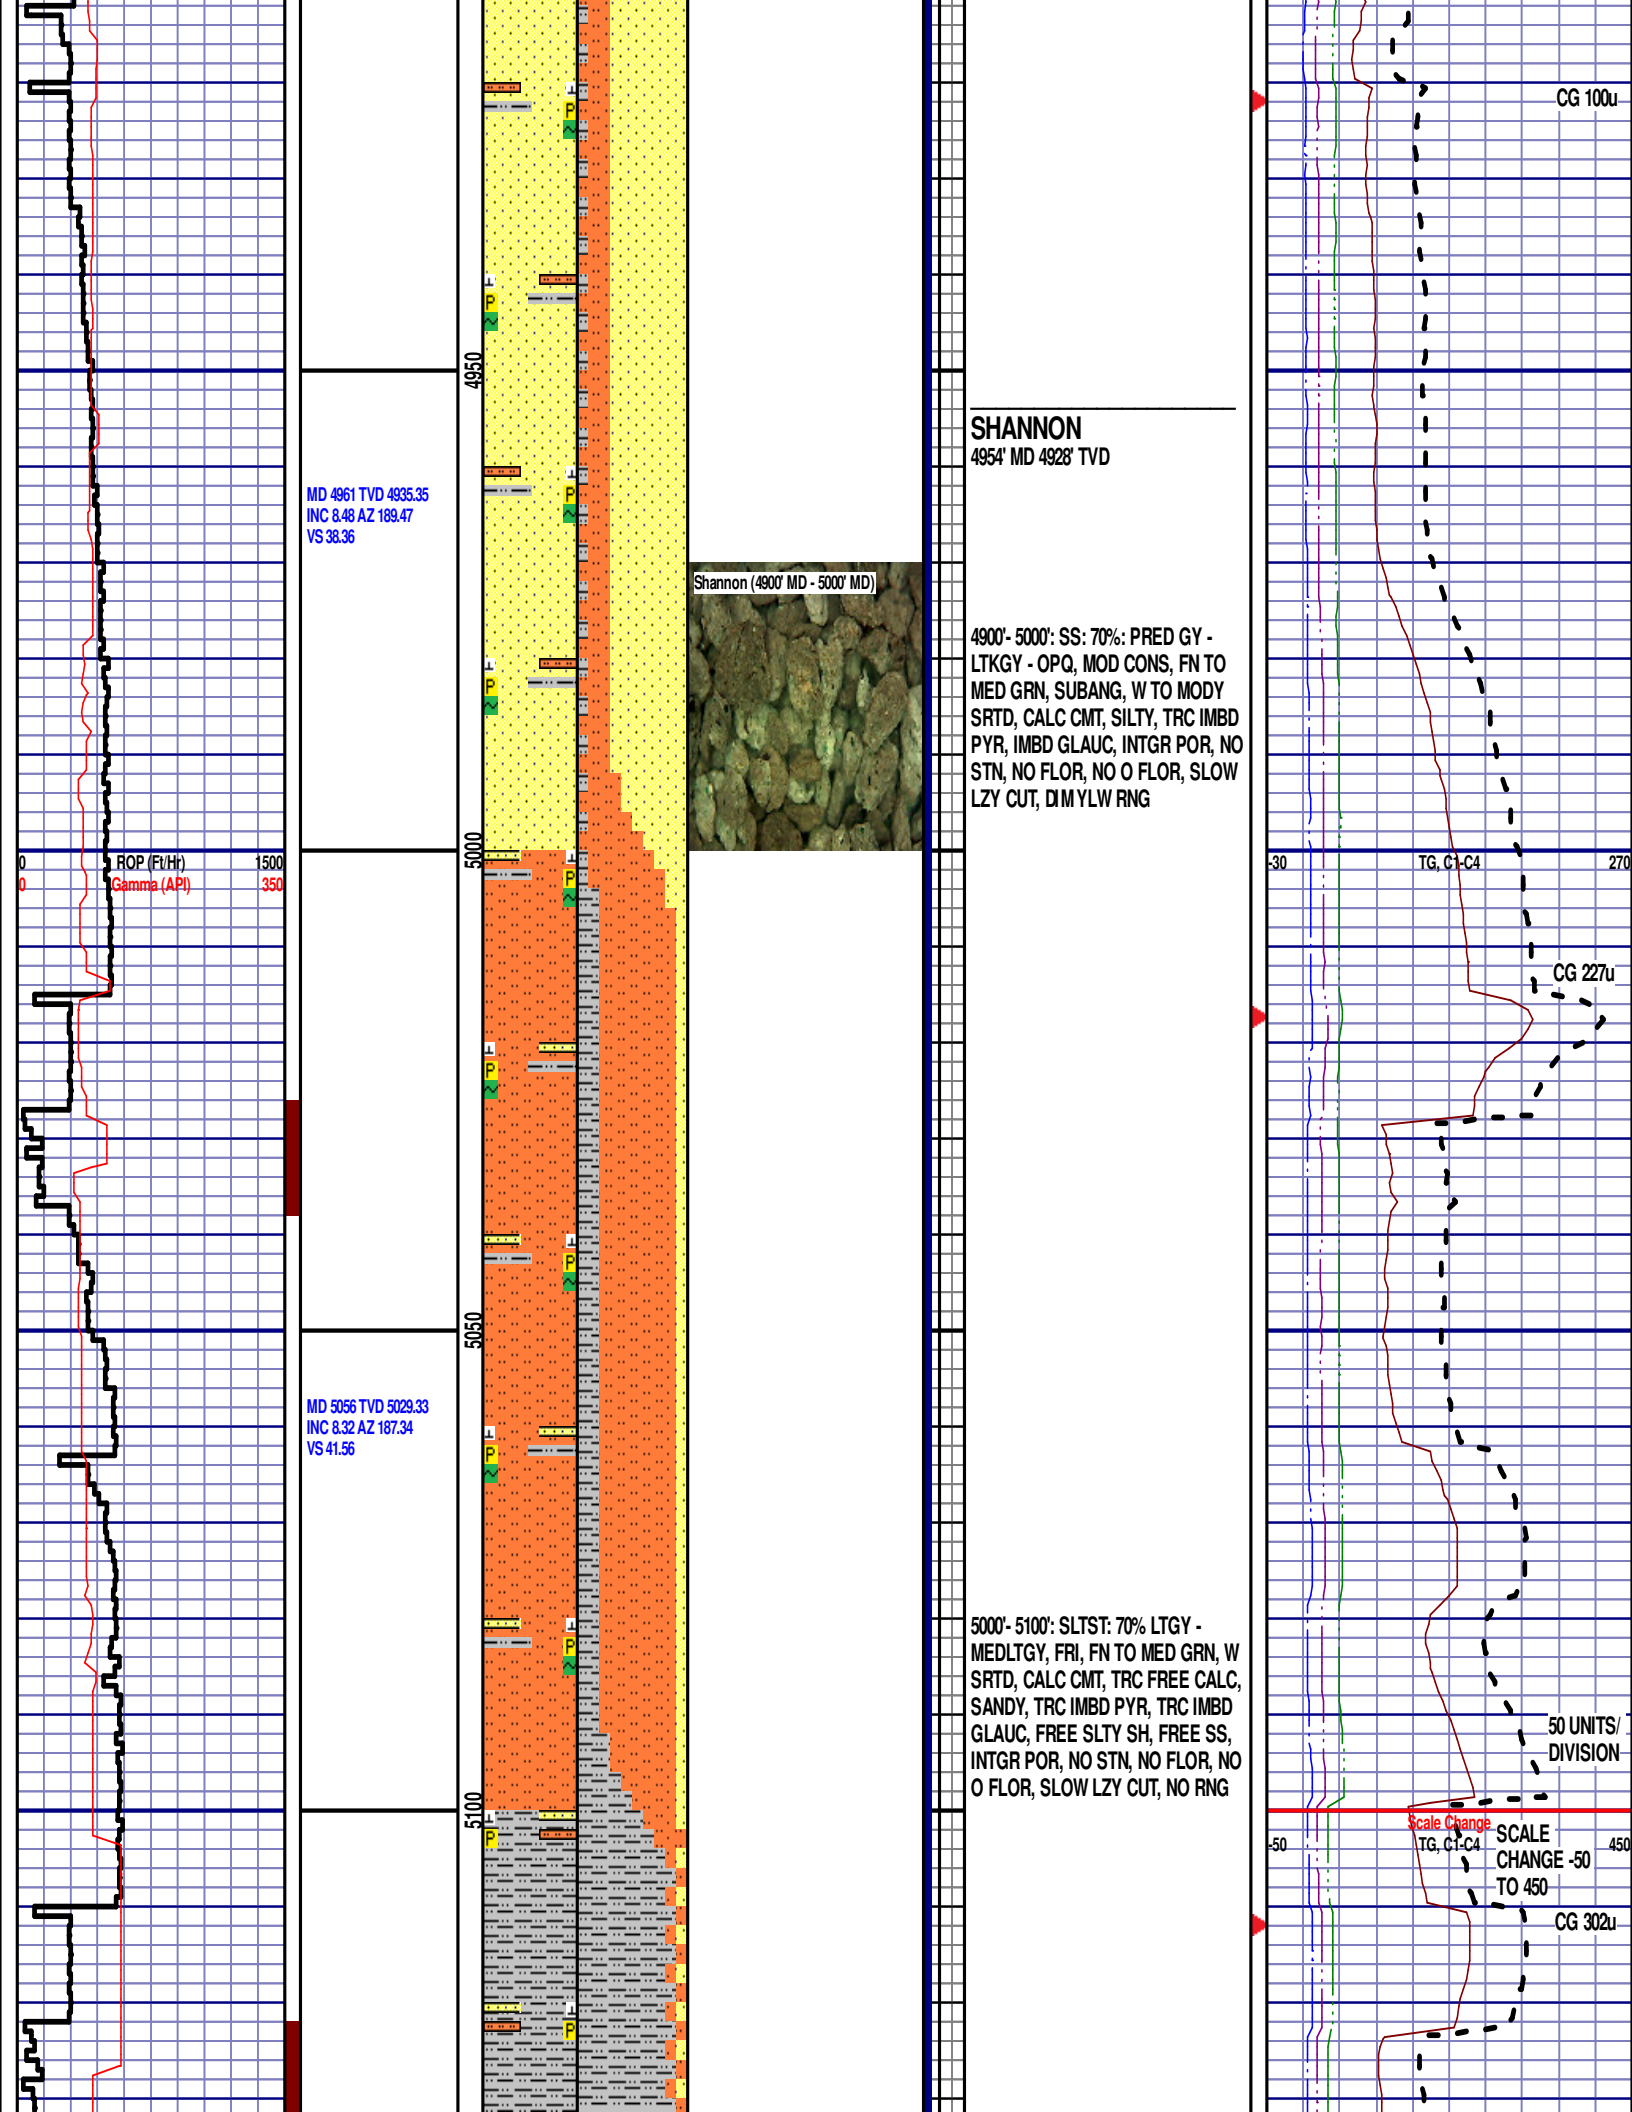 CG 100u
4950
SHANNON
4954' MD 4928' TVD
MD 4961 TVD 4935.35
INC 8.48 AZ 189.47
VS 38.36
Shannon (4900' MD - 5000' MD)
4900'- 5000': SS: 70%: PRED GY -
LTKGY - OPQ, MOD CONS, FN TO
MED GRN, SUBANG, W TO MODY
SRTD, CALC CMT, SILTY, TRC IMBD
PYR, IMBD GLAUC, INTGR POR, NO
STN, NO FLOR, NO O FLOR, SLOW
LZY CUT, DIM YLW RNG
5000
0 ROP (Ft/Hr) 1500
0 Gamma (API) 350
-30 TG, C1-C4 270
CG 227u
5050
MD 5056 TVD 5029.33
INC 8.32 AZ 187.34
VS 41.56
5000'- 5100': SLTST: 70% LTGY -
MEDLTGY, FRI, FN TO MED GRN, W
SRTD, CALC CMT, TRC FREE CALC,
SANDY, TRC IMBD PYR, TRC IMBD
GLAUC, FREE SLTY SH, FREE SS,
INTGR POR, NO STN, NO FLOR, NO
O FLOR, SLOW LZY CUT, NO RNG
50 UNITS/
DIVISION
5100
Scale Change
-50 TG, C1-C4 450
SCALE
CHANGE -50
TO 450
CG 302u
P
P
P
P
P
P
P
P
P
P
P